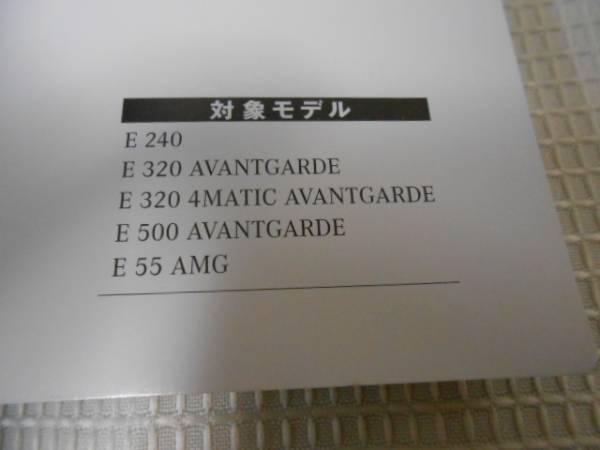 対象モデル
E 240
E 320 AVANTGARDE
E 320 4MATIC AVANTGARDE
E 500 AVANTGARDE
E 55 AMG